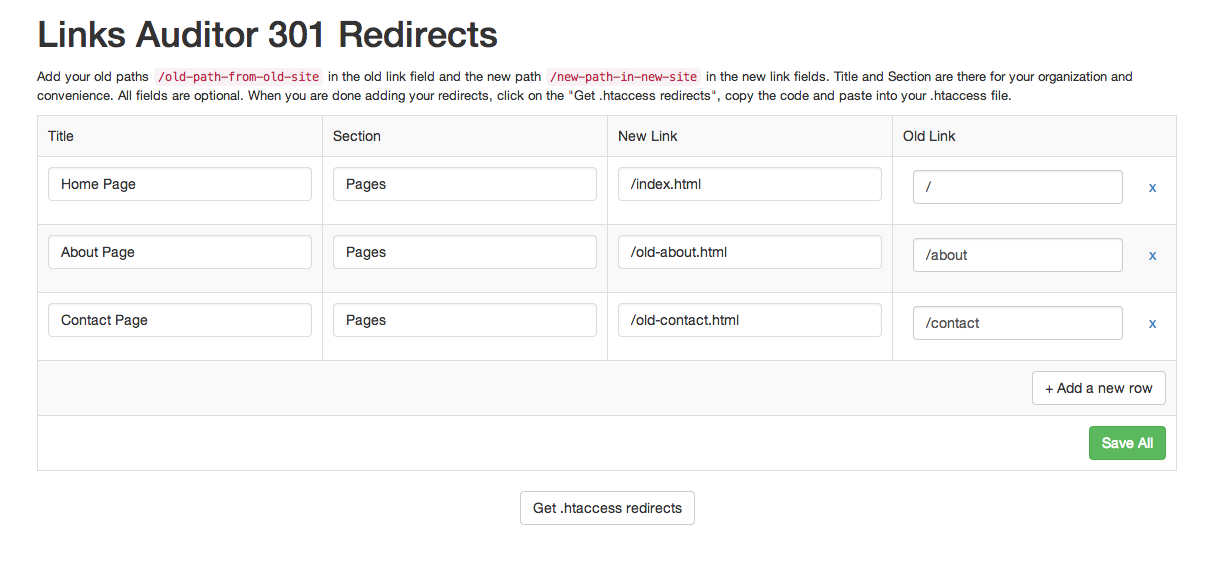 Links Auditor 301 Redirects
Add your old paths /old-path-from-old-site in the old link field and the new path /new-path-in-new-site in the new link fields. Title and Section are there for your organization and
convenience. All fields are optional. When you are done adding your redirects, click on the "Get .htaccess redirects", copy the code and paste into your .htaccess file.
Title Section New Link Old Link
Home Page Pages /index.html / x
About Page Pages /old-about.html /about x
Contact Page Pages /old-contact.html /contact x
+ Add a new row
Save All
Get .htaccess redirects